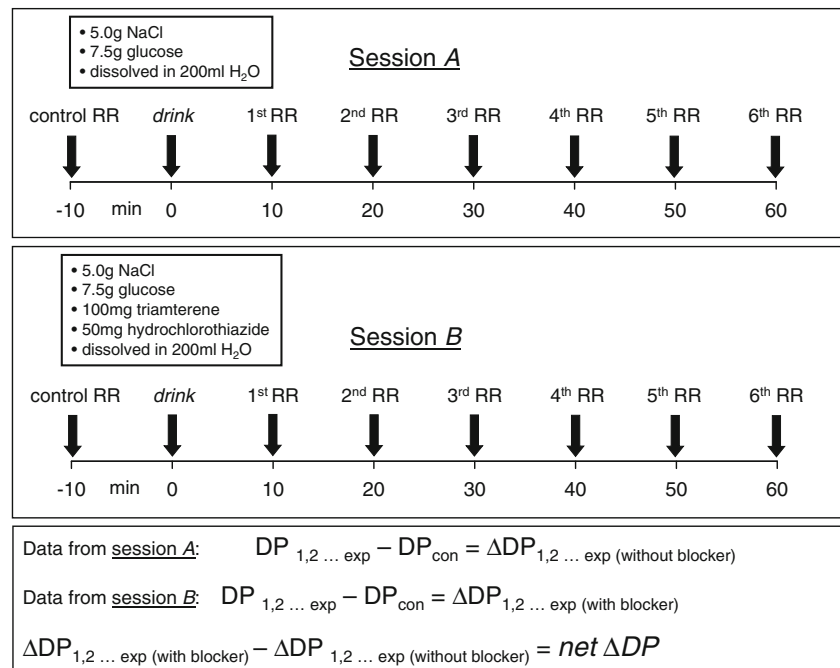 • 5.0g NaCl
• 7.5g glucose
• dissolved in 200ml H₂O
Session A
control RR drink 1st RR 2nd RR 3rd RR 4th RR 5th RR 6th RR
-10 min 0 10 20 30 40 50 60
• 5.0g NaCl
• 7.5g glucose
• 100mg triamterene
• 50mg hydrochlorothiazide
• dissolved in 200ml H₂O
Session B
control RR drink 1st RR 2nd RR 3rd RR 4th RR 5th RR 6th RR
-10 min 0 10 20 30 40 50 60
Data from session A: DP 1,2 ... exp – DPcon = ΔDP1,2 ... exp (without blocker)
Data from session B: DP 1,2 ... exp – DPcon = ΔDP1,2 ... exp (with blocker)
ΔDP1,2 ... exp (with blocker) – ΔDP 1,2 ... exp (without blocker) = net ΔDP